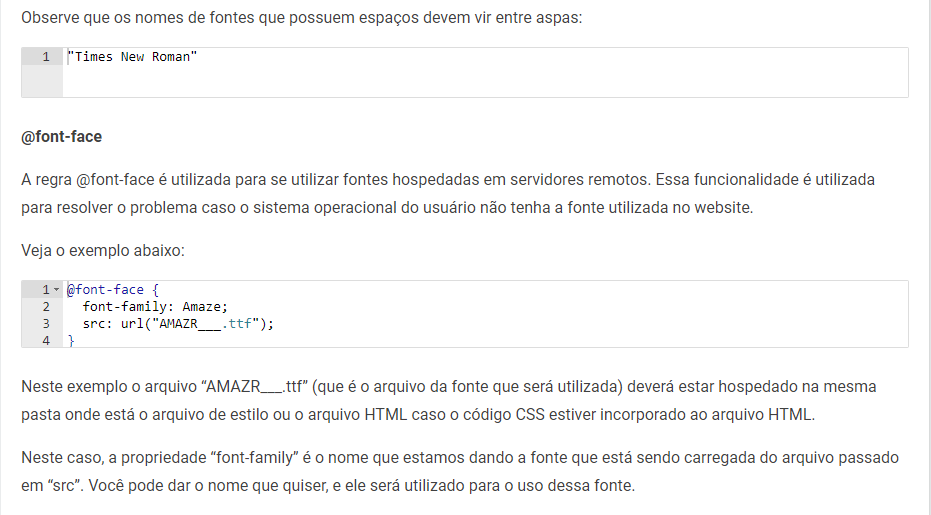 Observe que os nomes de fontes que possuem espaços devem vir entre aspas:
1 "Times New Roman"
@font-face
A regra @font-face é utilizada para se utilizar fontes hospedadas em servidores remotos. Essa funcionalidade é utilizada
para resolver o problema caso o sistema operacional do usuário não tenha a fonte utilizada no website.
Veja o exemplo abaixo:
1 @font-face {
2 font-family: Amaze;
3 src: url("AMAZR___.ttf");
4 }
Neste exemplo o arquivo “AMAZR___.ttf” (que é o arquivo da fonte que será utilizada) deverá estar hospedado na mesma
pasta onde está o arquivo de estilo ou o arquivo HTML caso o código CSS estiver incorporado ao arquivo HTML.
Neste caso, a propriedade “font-family” é o nome que estamos dando a fonte que está sendo carregada do arquivo passado
em “src”. Você pode dar o nome que quiser, e ele será utilizado para o uso dessa fonte.